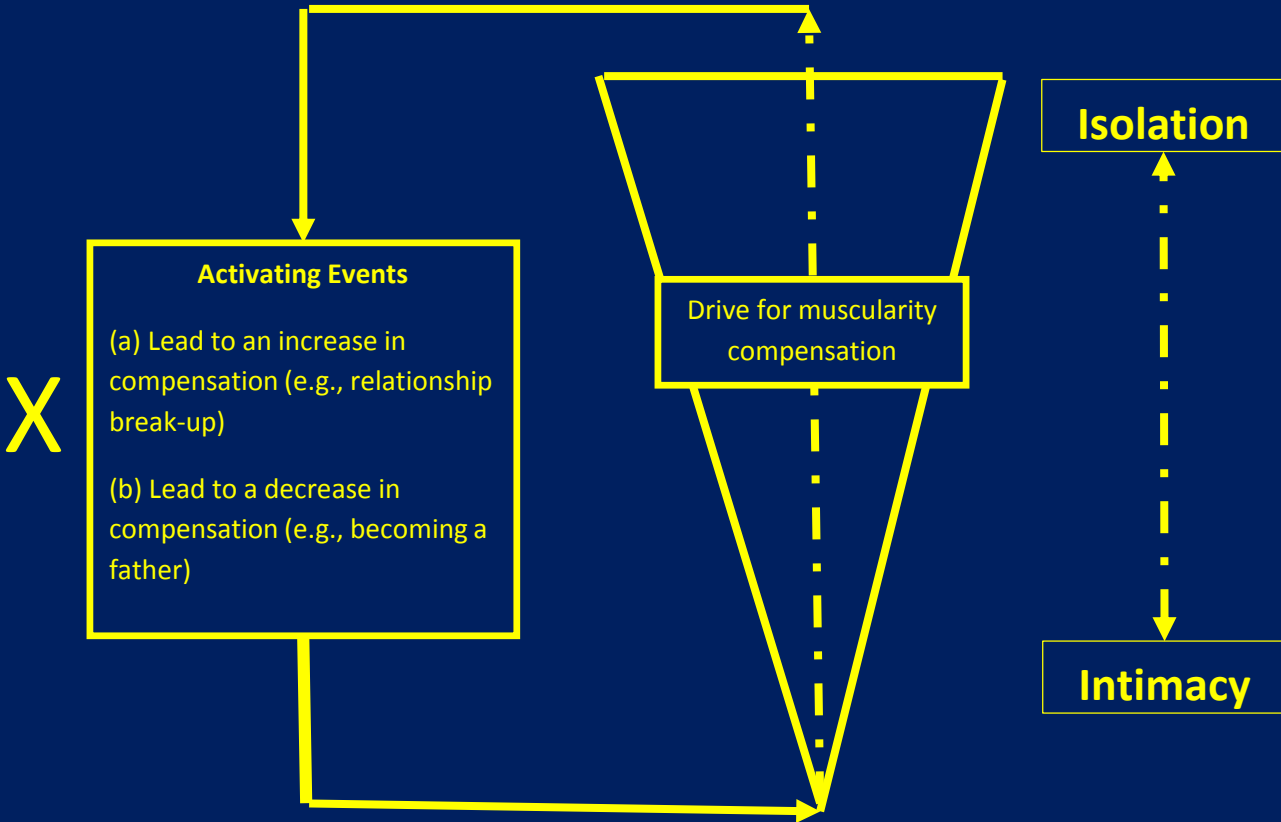 Isolation
Activating Events
(a) Lead to an increase in
compensation (e.g., relationship
break-up)
(b) Lead to a decrease in
compensation (e.g., becoming a
father)
X
Drive for muscularity
compensation
Intimacy